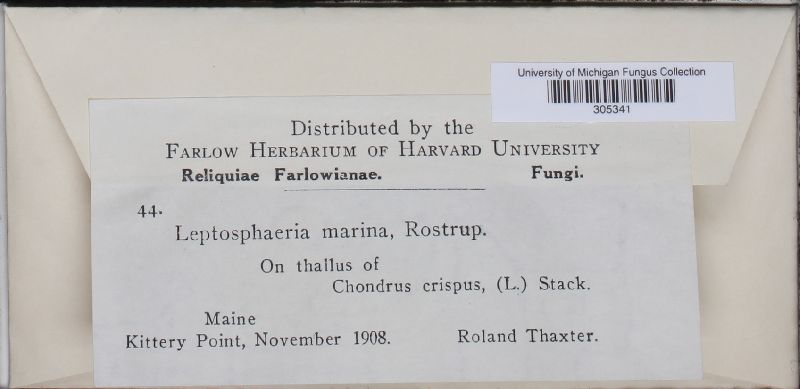 University of Michigan Fungus Collection
305341
Distributed by the
FARLOW HERBARIUM OF HARVARD UNIVERSITY
Reliquiae Farlowianae. Fungi.
44.
Leptosphaeria marina, Rostrup.
On thallus of
Chondrus crispus, (L.) Stack.
Maine
Kittery Point, November 1908. Roland Thaxter.